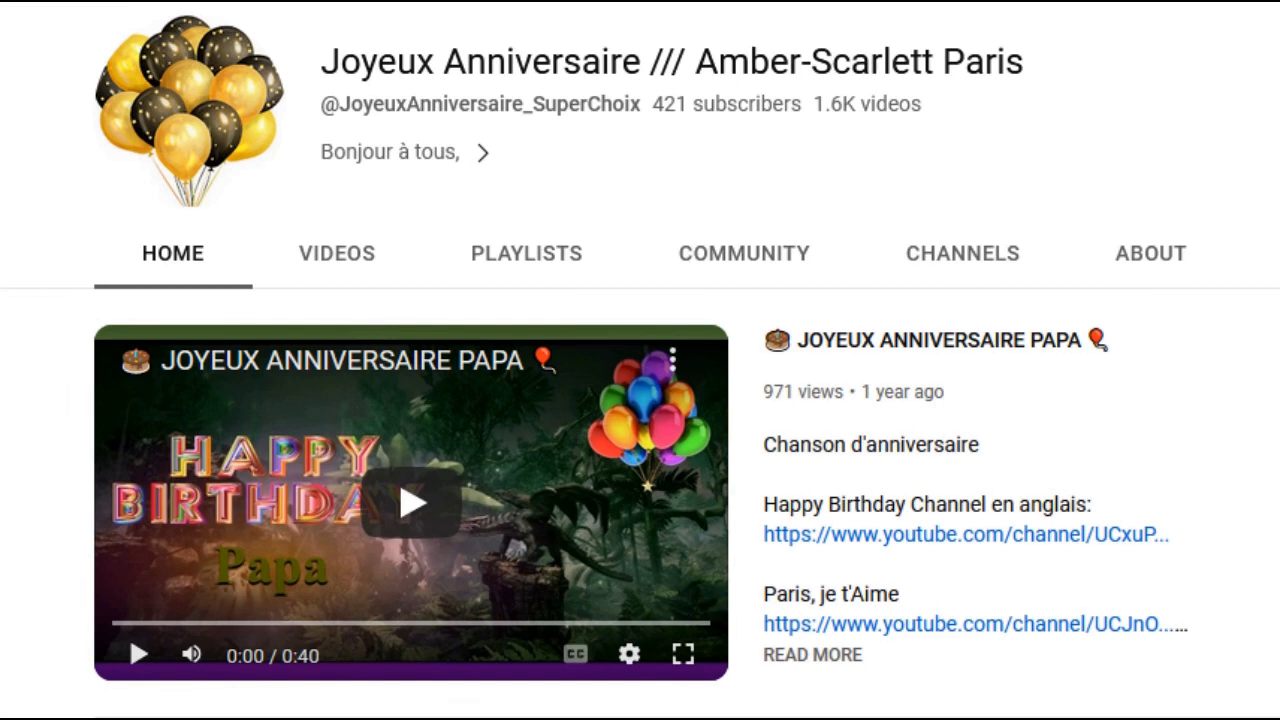 Joyeux Anniversaire /// Amber-Scarlett Paris
@JoyeuxAnniversaire_SuperChoix 421 subscribers 1.6K videos
Bonjour à tous,
HOME VIDEOS PLAYLISTS COMMUNITY CHANNELS ABOUT
🎂 JOYEUX ANNIVERSAIRE PAPA 🎈
HAPPY
BIRTHDAY
Papa
0:00 / 0:40
CC
🎂 JOYEUX ANNIVERSAIRE PAPA 🎈
971 views • 1 year ago
Chanson d'anniversaire
Happy Birthday Channel en anglais:
https://www.youtube.com/channel/UCxuP...
Paris, je t'Aime
https://www.youtube.com/channel/UCJnO......
READ MORE